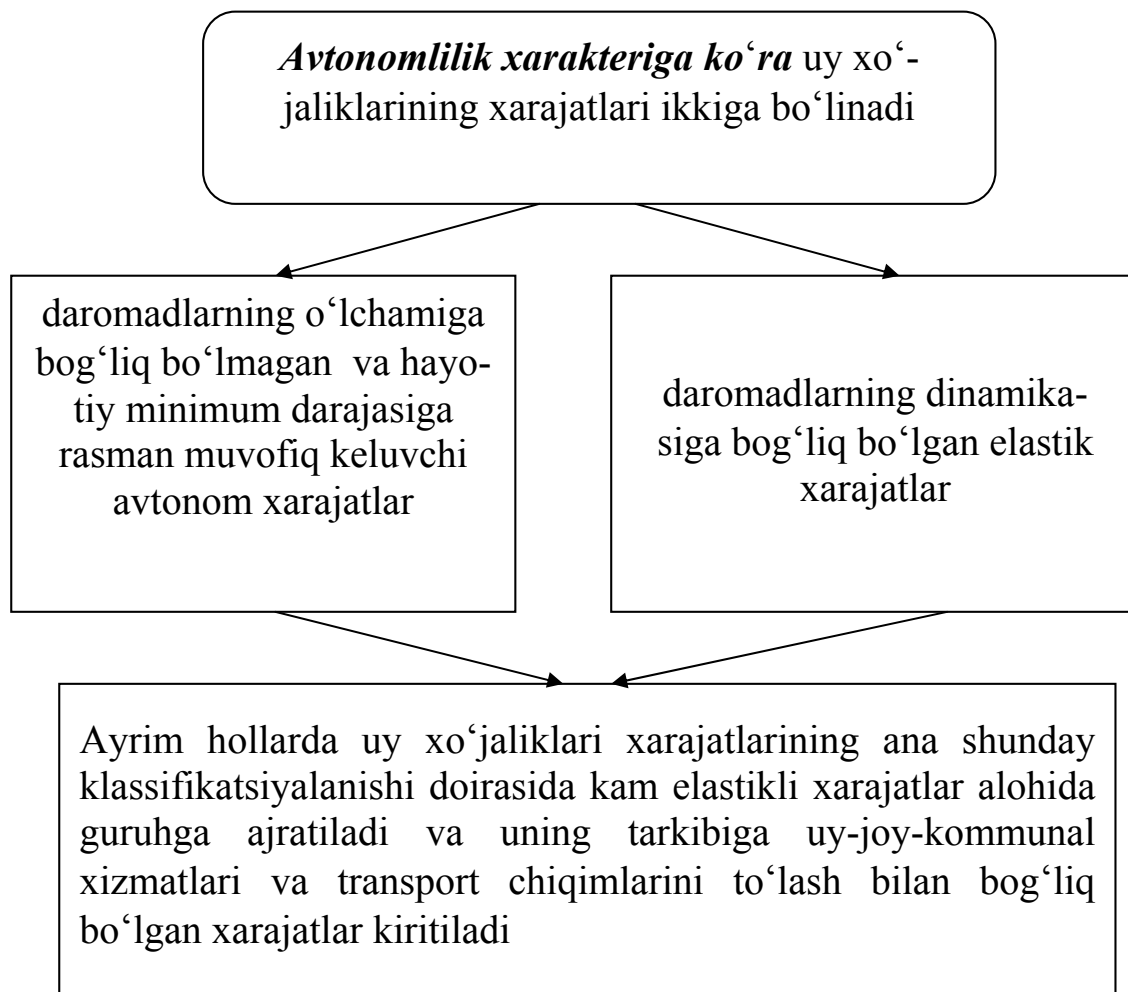 Avtonomlilik xarakteriga ko‘ra uy xo‘-
jaliklarining xarajatlari ikkiga bo‘linadi
daromadlarning o‘lchamiga
bog‘liq bo‘lmagan va hayo-
tiy minimum darajasiga
rasman muvofiq keluvchi
avtonom xarajatlar
daromadlarning dinamika-
siga bog‘liq bo‘lgan elastik
xarajatlar
Ayrim hollarda uy xo‘jaliklari xarajatlarining ana shunday
klassifikatsiyalanishi doirasida kam elastikli xarajatlar alohida
guruhga ajratiladi va uning tarkibiga uy-joy-kommunal
xizmatlari va transport chiqimlarini to‘lash bilan bog‘liq
bo‘lgan xarajatlar kiritiladi